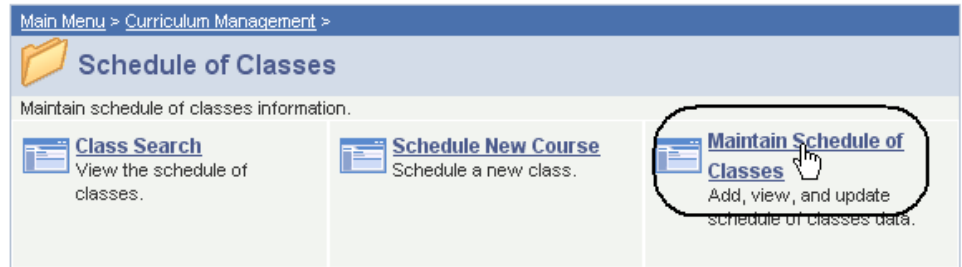 Main Menu > Curriculum Management >
Schedule of Classes
Maintain schedule of classes information.
Class Search
View the schedule of
classes.
Schedule New Course
Schedule a new class.
Maintain Schedule of
Classes
Add, view, and update
schedule of classes data.